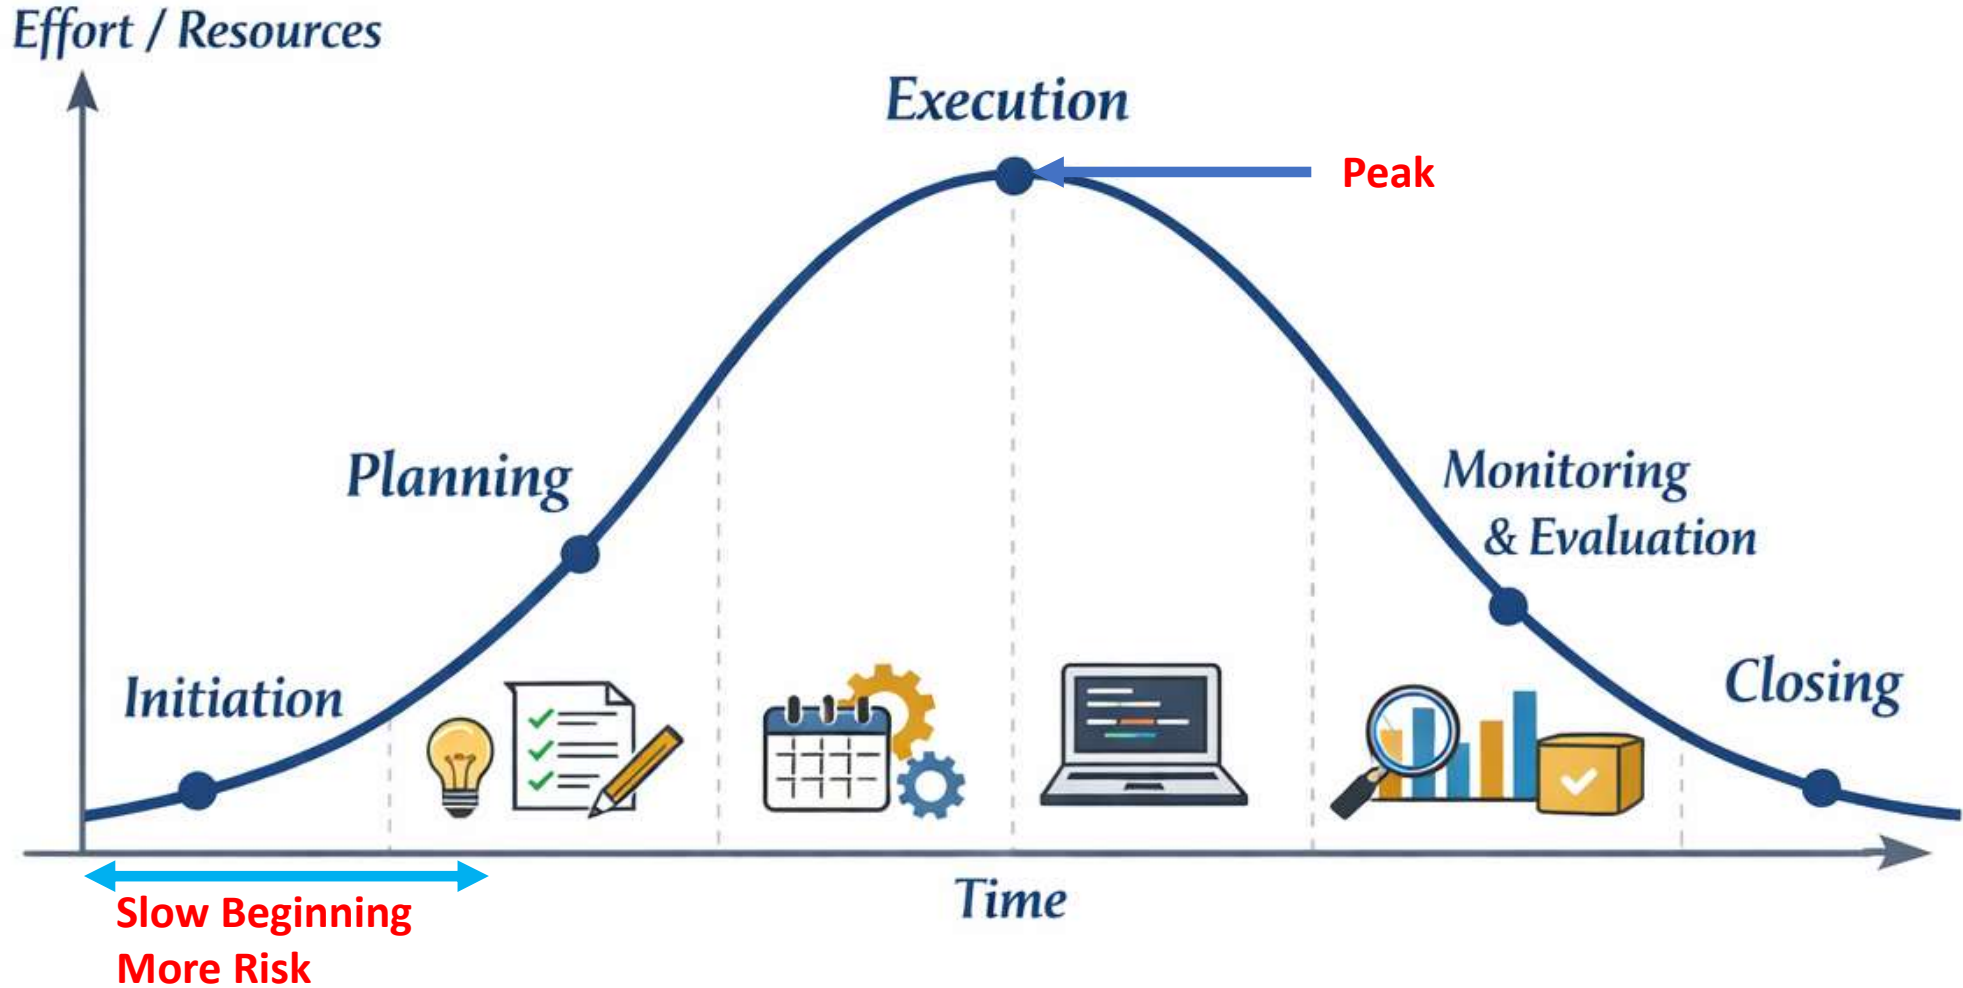 Effort / Resources
Execution
Peak
Planning
Monitoring
& Evaluation
Initiation
Closing
Time
Slow Beginning
More Risk